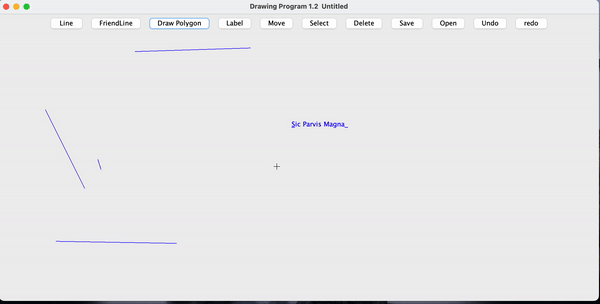 Drawing Program 1.2 Untitled
Line FriendLine Draw Polygon Label Move Select Delete Save Open Undo redo
Sic Parvis Magna_